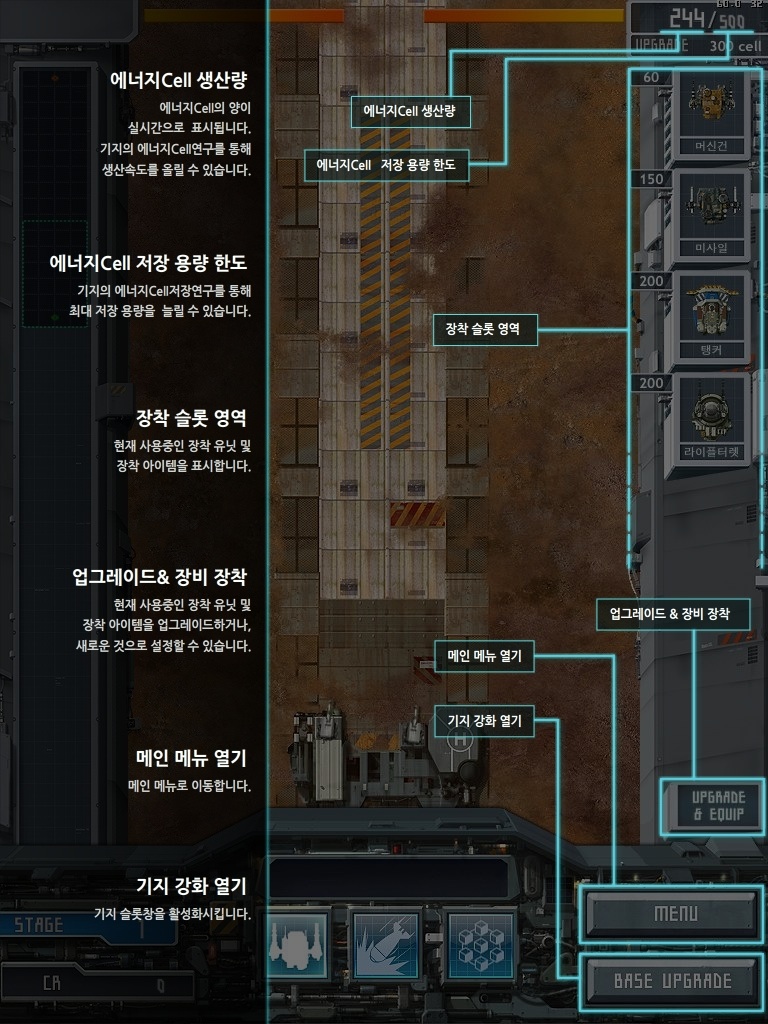 60.0 32
244/500
UPGRADE 300 cell
에너지Cell 생산량
에너지Cell의 양이
실시간으로 표시됩니다.
기지의 에너지Cell연구를 통해
생산속도를 올릴 수 있습니다.
에너지Cell 저장 용량 한도
기지의 에너지Cell저장연구를 통해
최대 저장 용량을 늘릴 수 있습니다.
장착 슬롯 영역
현재 사용중인 장착 유닛 및
장착 아이템을 표시합니다.
업그레이드& 장비 장착
현재 사용중인 장착 유닛 및
장착 아이템을 업그레이드하거나,
새로운 것으로 설정할 수 있습니다.
메인 메뉴 열기
메인 메뉴로 이동합니다.
기지 강화 열기
기지 슬롯창을 활성화시킵니다.
에너지Cell 생산량
에너지Cell 저장 용량 한도
장착 슬롯 영역
업그레이드 & 장비 장착
메인 메뉴 열기
기지 강화 열기
60
머신건
150
미사일
200
탱커
200
라이플터렛
H
UPGRADE
& EQUIP
MENU
BASE UPGRADE
STAGE 1
CR 0